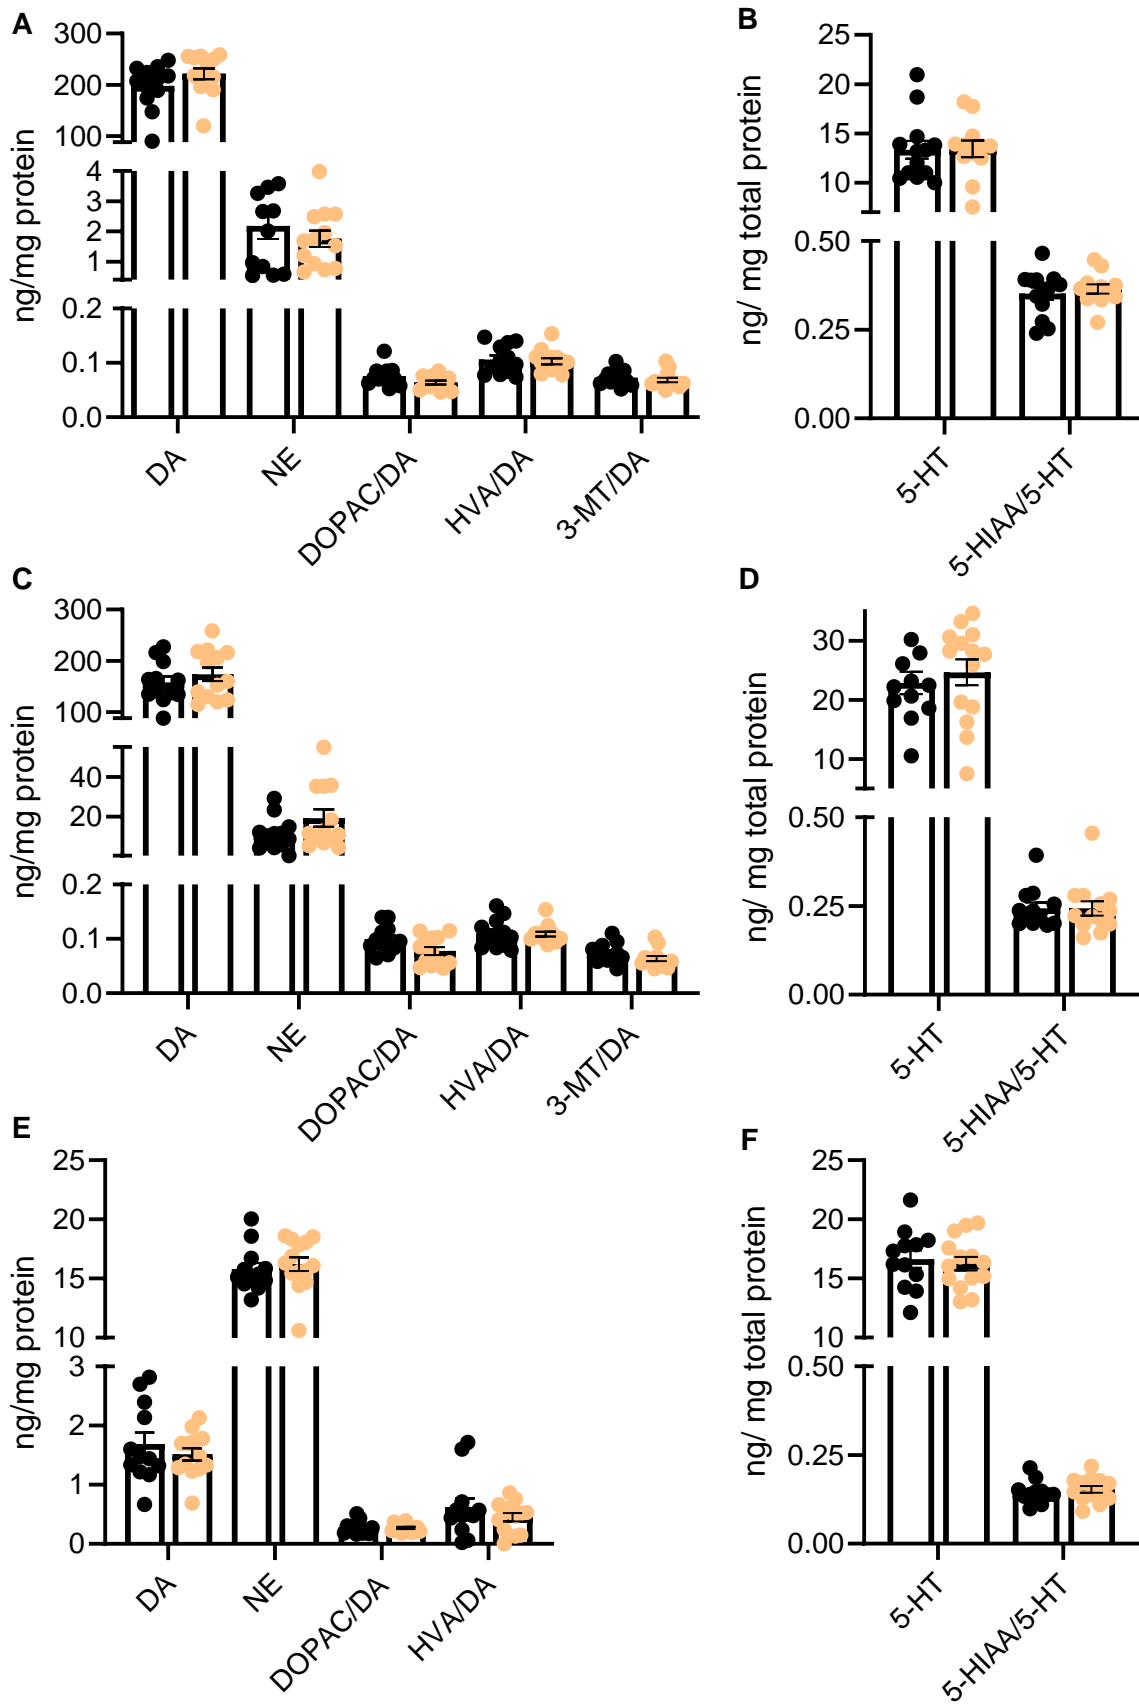 A
ng/mg protein
300
200
100
4
3
2
1
0.2
0.1
0.0
DA
NE
DOPAC/DA
HVA/DA
3-MT/DA
B
ng/ mg total protein
25
20
15
10
0.50
0.25
0.00
5-HT
5-HIAA/5-HT
C
ng/mg protein
300
200
100
40
20
0.2
0.1
0.0
DA
NE
DOPAC/DA
HVA/DA
3-MT/DA
D
ng/ mg total protein
30
20
10
0.50
0.25
0.00
5-HT
5-HIAA/5-HT
E
ng/mg protein
25
20
15
10
3
2
1
0
DA
NE
DOPAC/DA
HVA/DA
F
ng/ mg total protein
25
20
15
10
0.50
0.25
0.00
5-HT
5-HIAA/5-HT